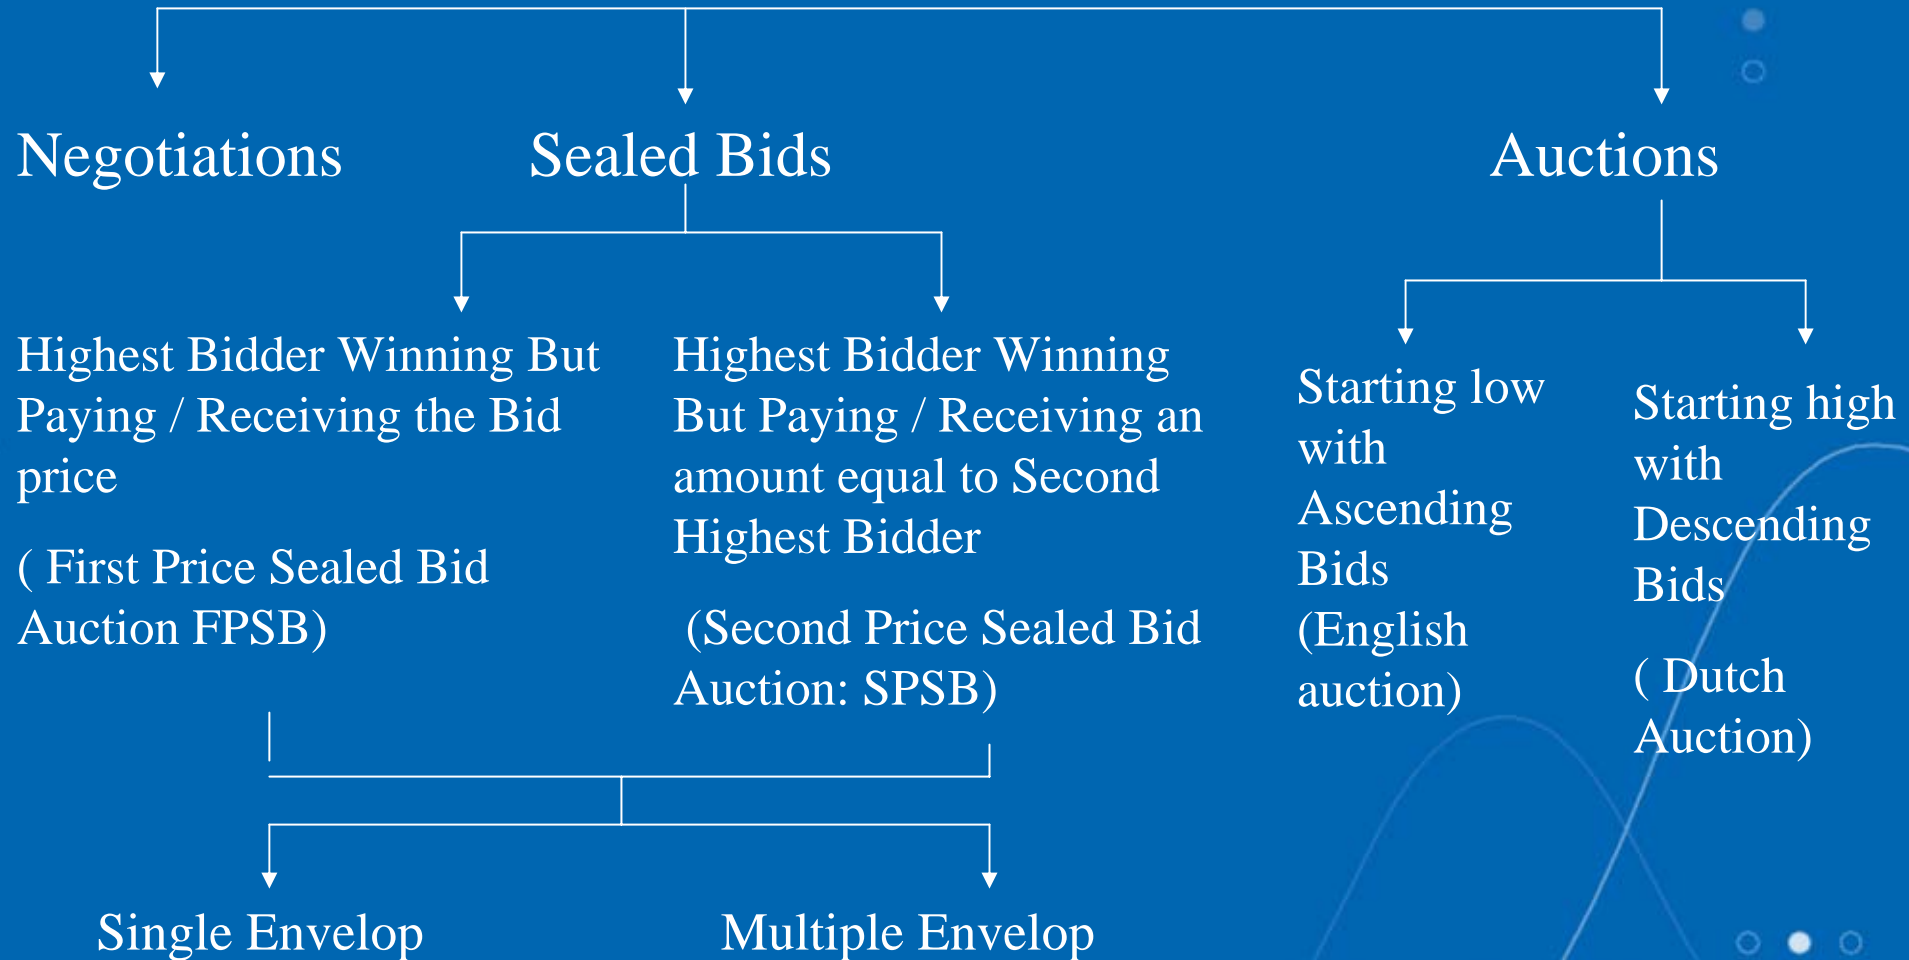 Negotiations
Sealed Bids
Auctions
Highest Bidder Winning But
Paying / Receiving the Bid
price
( First Price Sealed Bid
Auction FPSB)
Highest Bidder Winning
But Paying / Receiving an
amount equal to Second
Highest Bidder
(Second Price Sealed Bid
Auction: SPSB)
Starting low
with
Ascending
Bids
(English
auction)
Starting high
with
Descending
Bids
( Dutch
Auction)
Single Envelop
Multiple Envelop